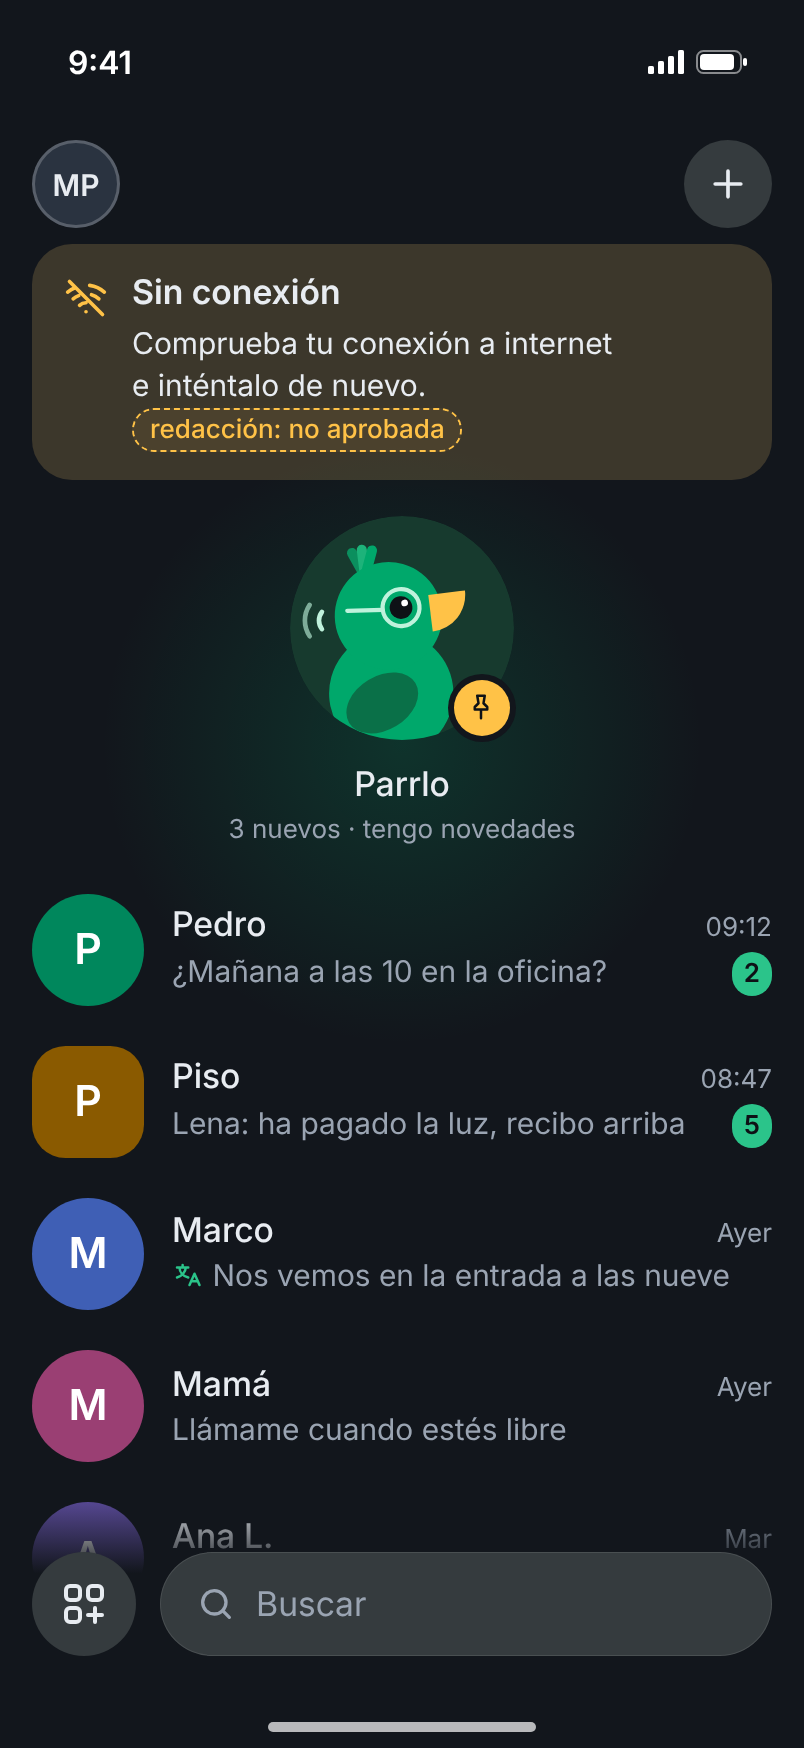 9:41
MP
Sin conexión
Comprueba tu conexión a internet
e inténtalo de nuevo.
redacción: no aprobada
Parrlo
3 nuevos · tengo novedades
P
Pedro
09:12
¿Mañana a las 10 en la oficina?
2
P
Piso
08:47
Lena: ha pagado la luz, recibo arriba
5
M
Marco
Ayer
Nos vemos en la entrada a las nueve
M
Mamá
Ayer
Llámame cuando estés libre
A
Ana L.
Mar
Buscar